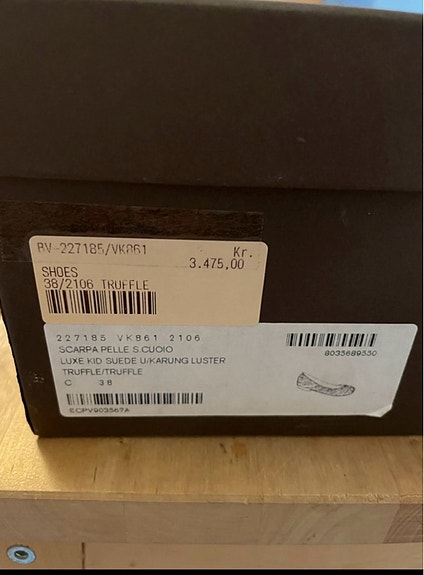 BV-227185/VK861 Kr.
3.475,00
SHOES
38/2106 TRUFFLE
227185 VK861 2106
SCARPA PELLE S.CUOIO
LUXE KID SUEDE U/KARUNG LUSTER
TRUFFLE/TRUFFLE
C 38
8033689530
ECPV903567A